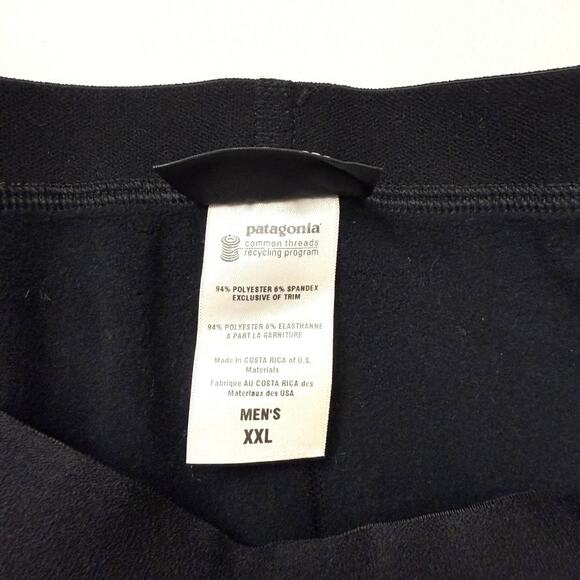 patagonia®
common threads
recycling program
94% POLYESTER 6% SPANDEX
EXCLUSIVE OF TRIM
94% POLYESTER 6% ELASTHANNE
A PART LA GARNITURE
Made in COSTA RICA of U.S.
Materials
Fabrique AU COSTA RICA des
Materiaux des USA
MEN'S
XXL